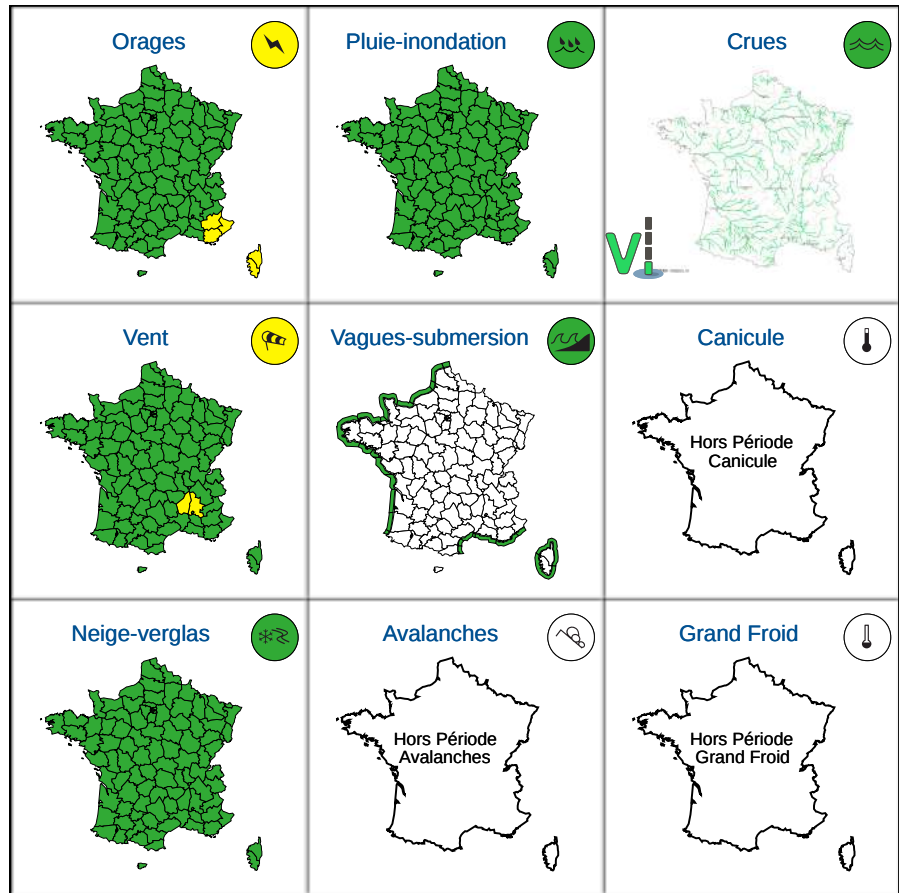 Orages
Pluie-inondation
Crues
Vent
Vagues-submersion
Canicule
Hors Période
Canicule
Neige-verglas
Avalanches
Grand Froid
Hors Période
Avalanches
Hors Période
Grand Froid